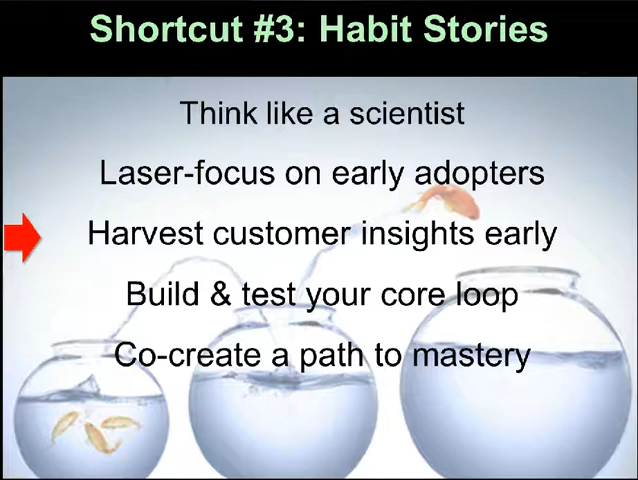 Shortcut #3: Habit Stories
Think like a scientist
Laser-focus on early adopters
Harvest customer insights early
Build & test your core loop
Co-create a path to mastery